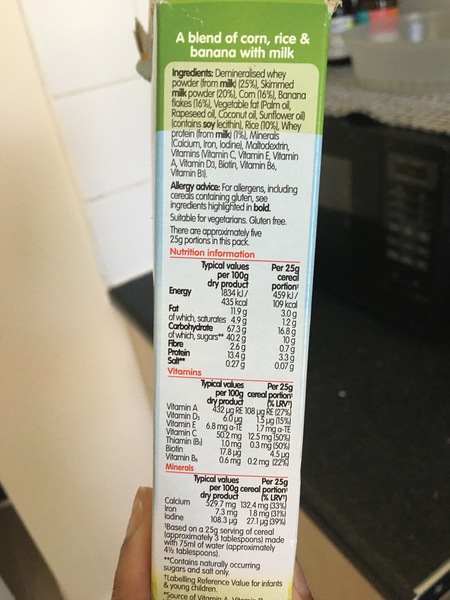 A blend of corn, rice &
banana with milk
Ingredients: Demineralised whey
powder (from milk) (25%), Skimmed
milk powder (20%), Corn (16%), Banana
flakes (16%), Vegetable fat (Palm oil,
Rapeseed oil, Coconut oil, Sunflower oil)
(contains soy lecithin), Rice (10%), Whey
protein (from milk) (1%), Minerals
(Calcium, Iron, Iodine), Maltodextrin,
Vitamins (Vitamin C, Vitamin E, Vitamin
A, Vitamin D3, Biotin, Vitamin B6,
Vitamin B1).
Allergy advice: For allergens, including
cereals containing gluten, see
ingredients highlighted in bold.
Suitable for vegetarians. Gluten free.
There are approximately five
25g portions in this pack.
Nutrition information
Typical values Per 25g
per 100g cereal
dry product portion†
Energy 1834 kJ/ 459 kJ/
435 kcal 109 kcal
Fat 11.9 g 3.0 g
of which, saturates 4.9 g 1.2 g
Carbohydrate 67.3 g 16.8 g
of which, sugars** 40.2 g 10 g
Fibre 2.6 g 0.7 g
Protein 13.4 g 3.3 g
Salt** 0.27 g 0.07 g
Vitamins
Typical values Per 25g
per 100g cereal portion†
dry product (% LRV†)
Vitamin A 432 µg RE 108 µg RE (27%)
Vitamin D3 6.0 µg 1.5 µg (15%)
Vitamin E 6.8 mg α-TE 1.7 mg α-TE
Vitamin C 50.2 mg 12.5 mg (50%)
Thiamin (B1) 1.0 mg 0.3 mg (50%)
Biotin 17.8 µg 4.5 µg
Vitamin B6 0.6 mg 0.2 mg (22%)
Minerals
Typical values Per 25g
per 100g cereal portion†
dry product (% LRV†)
Calcium 529.7 mg 132.4 mg (33%)
Iron 7.3 mg 1.8 mg (31%)
Iodine 108.3 µg 27.1 µg (39%)
†Based on a 25g serving of cereal
(approximately 3 tablespoons) made
with 75ml of water (approximately
4½ tablespoons).
**Contains naturally occurring
sugars and salt only.
†Labelling Reference Value for infants
& young children.
*Source of Vitamin A, Vitamin D